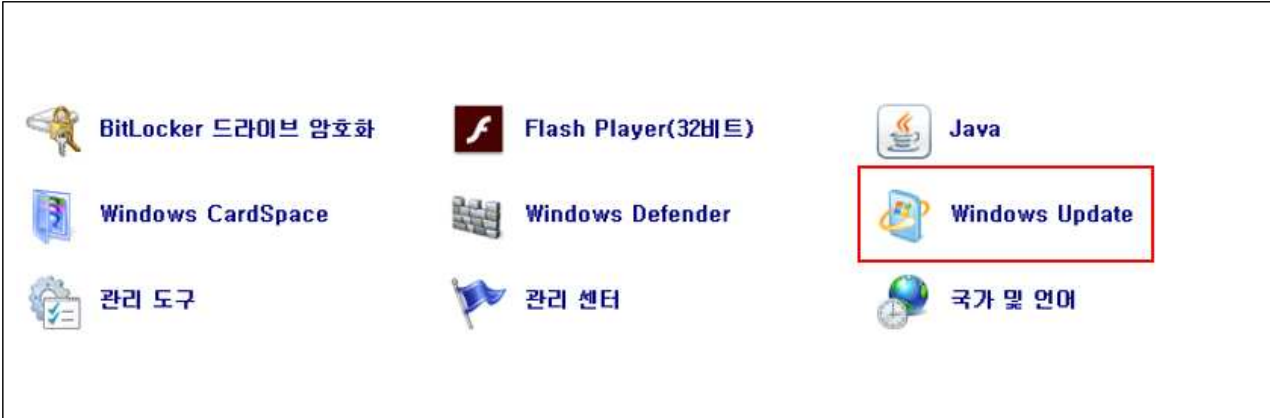 BitLocker 드라이브 암호화
Flash Player(32비트)
Java
Windows CardSpace
Windows Defender
Windows Update
관리 도구
관리 센터
국가 및 언어